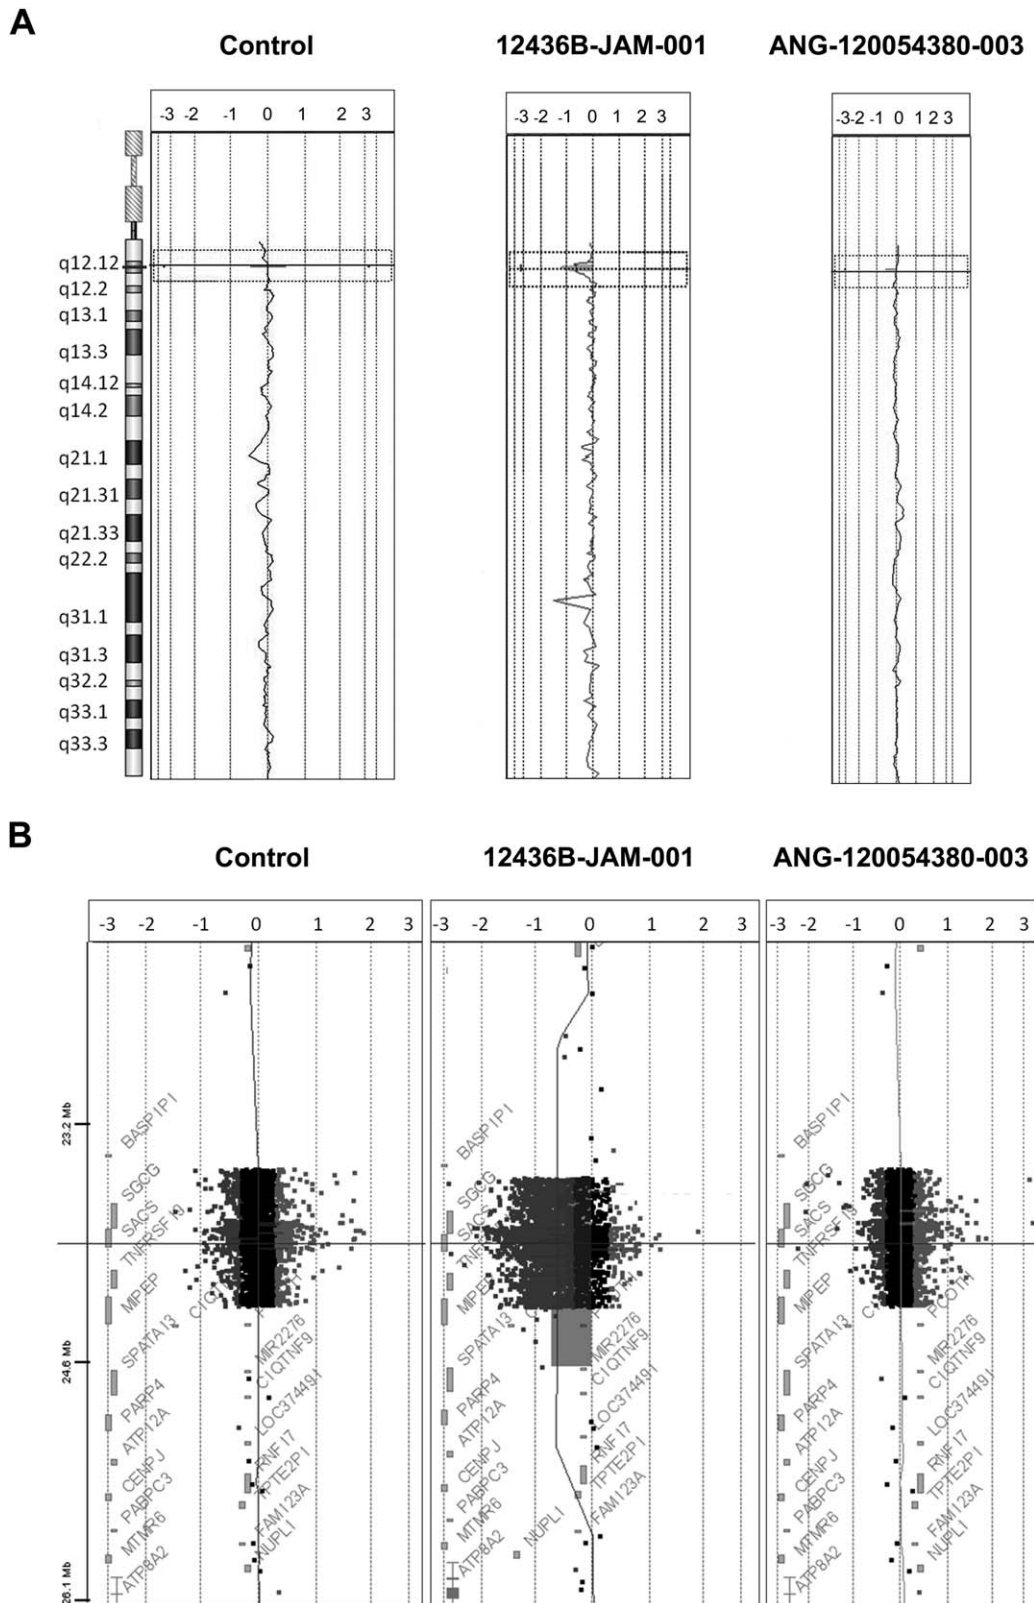 A
Control 12436B-JAM-001 ANG-120054380-003
-3 -2 -1 0 1 2 3 -3 -2 -1 0 1 2 3 -3 -2 -1 0 1 2 3
q12.12
q12.2
q13.1
q13.3
q14.12
q14.2
q21.1
q21.31
q21.33
q22.2
q31.1
q31.3
q32.2
q33.1
q33.3
B
Control 12436B-JAM-001 ANG-120054380-003
-3 -2 -1 0 1 2 3 -3 -2 -1 0 1 2 3 -3 -2 -1 0 1 2 3
23.2 Mb
24.6 Mb
26.1 Mb
BASP1P1
SGCG
SACS
TNFRSF19
MIPEP
SPATA13
MIR2276
C1QTNF9
PARP4
ATP12A
LOC374491
CENPJ
RNF17
PABPC3
TPTE2P1
MTMR6
FAM123A
NUPL1
ATP8A2
BASP1P1
SGCG
SACS
MIPEP
SPATA13
MIR2276
C1QTNF9
PARP4
ATP12A
LOC374491
CENPJ
RNF17
PABPC3
TPTE2P1
MTMR6
FAM123A
NUPL1
ATP8A2
BASP1P1
SGCG
SACS
TNFRSF19
MIPEP
PCOTH
SPATA13
MIR2276
C1QTNF9
PARP4
ATP12A
LOC374491
CENPJ
RNF17
PABPC3
TPTE2P1
MTMR6
FAM123A
NUPL1
ATP8A2